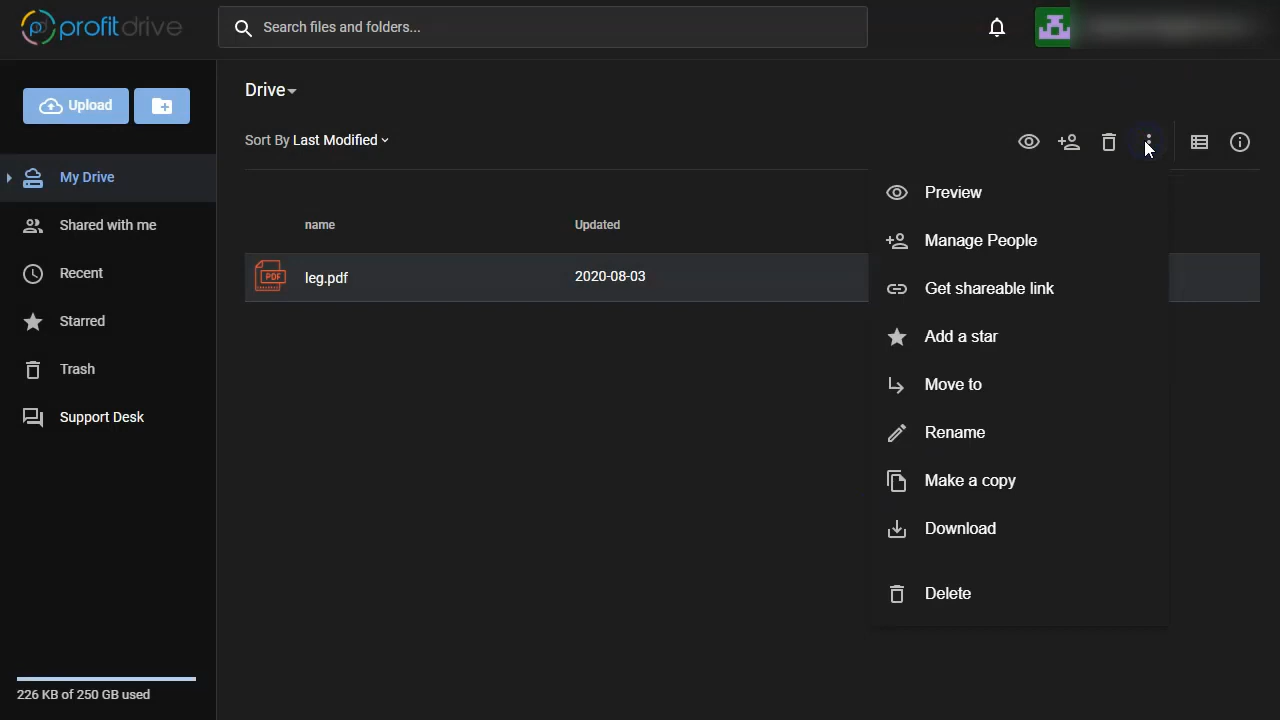 profitdrive
Search files and folders...
Upload
My Drive
Shared with me
Recent
Starred
Trash
Support Desk
226 KB of 250 GB used
Drive
Sort By Last Modified
name Updated
PDF leg.pdf 2020-08-03
Preview
Manage People
Get shareable link
Add a star
Move to
Rename
Make a copy
Download
Delete